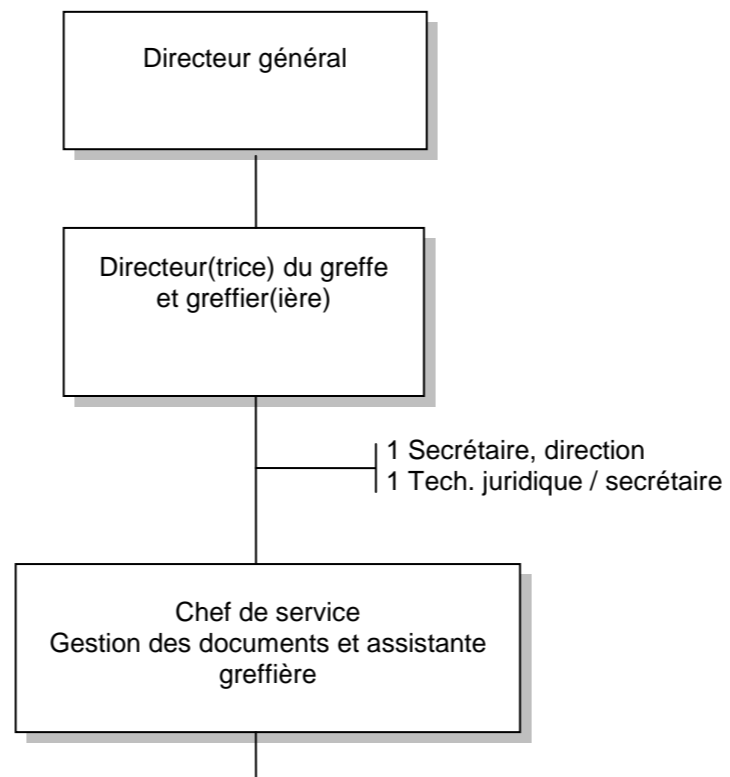 Directeur général
Directeur(trice) du greffe
et greffier(ière)
1 Secrétaire, direction
1 Tech. juridique / secrétaire
Chef de service
Gestion des documents et assistante
greffière